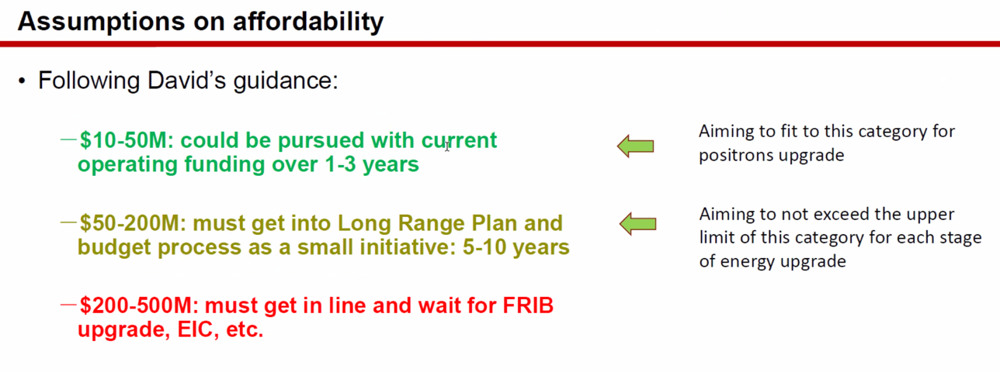 Assumptions on affordability
• Following David's guidance:
—$10-50M: could be pursued with current
operating funding over 1-3 years
Aiming to fit to this category for
positrons upgrade
—$50-200M: must get into Long Range Plan and
budget process as a small initiative: 5-10 years
Aiming to not exceed the upper
limit of this category for each stage
of energy upgrade
—$200-500M: must get in line and wait for FRIB
upgrade, EIC, etc.